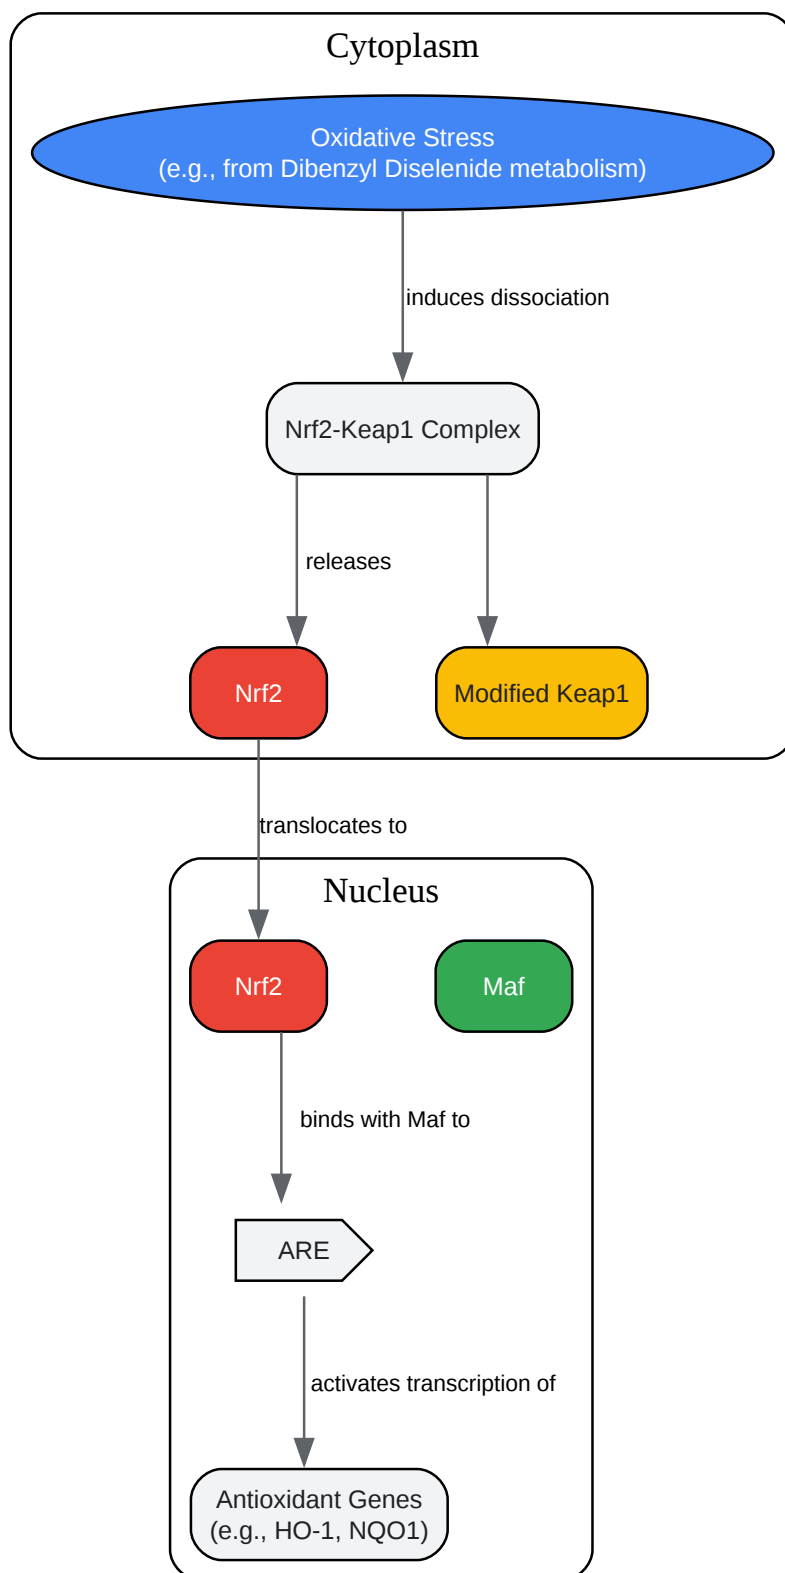 Cytoplasm
Oxidative Stress
(e.g., from Dibenzyl Diselenide metabolism)
induces dissociation
Nrf2-Keap1 Complex
releases
Nrf2
Modified Keap1
translocates to
Nucleus
Nrf2
Maf
binds with Maf to
ARE
activates transcription of
Antioxidant Genes
(e.g., HO-1, NQO1)